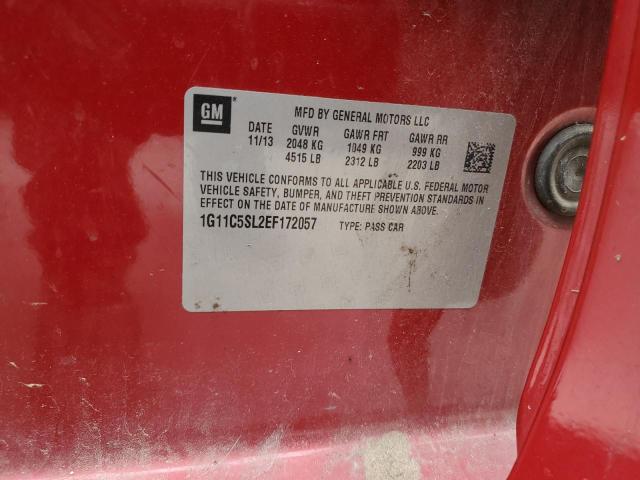 GM
MFD BY GENERAL MOTORS LLC
DATE GVWR GAWR FRT GAWR RR
11/13 2048 KG 1049 KG 999 KG
4515 LB 2312 LB 2203 LB
THIS VEHICLE CONFORMS TO ALL APPLICABLE U.S. FEDERAL MOTOR
VEHICLE SAFETY, BUMPER, AND THEFT PREVENTION STANDARDS IN
EFFECT ON THE DATE OF MANUFACTURE SHOWN ABOVE.
1G11C5SL2EF172057 TYPE: PASS CAR